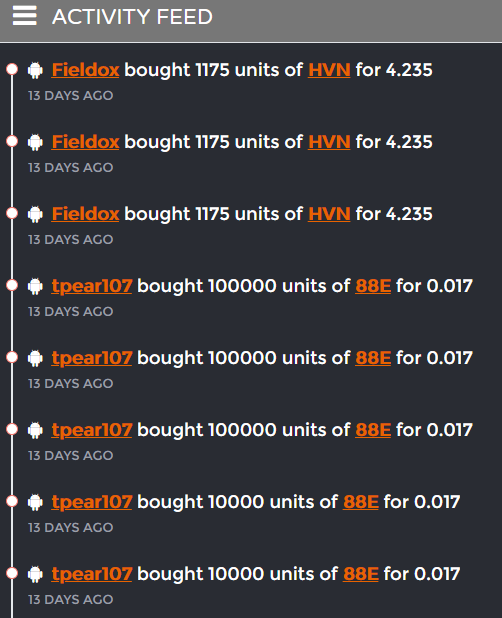 ACTIVITY FEED
Fieldox bought 1175 units of HVN for 4.235
13 DAYS AGO
Fieldox bought 1175 units of HVN for 4.235
13 DAYS AGO
Fieldox bought 1175 units of HVN for 4.235
13 DAYS AGO
tpear107 bought 100000 units of 88E for 0.017
13 DAYS AGO
tpear107 bought 100000 units of 88E for 0.017
13 DAYS AGO
tpear107 bought 100000 units of 88E for 0.017
13 DAYS AGO
tpear107 bought 10000 units of 88E for 0.017
13 DAYS AGO
tpear107 bought 10000 units of 88E for 0.017
13 DAYS AGO